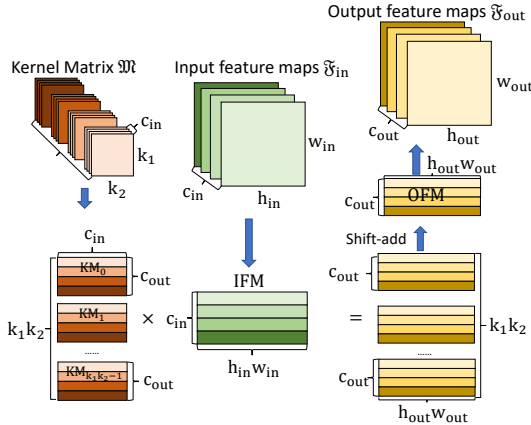 Output feature maps 𝔉out
Kernel Matrix 𝔐
Input feature maps 𝔉in
cin
k1
k2
win
cin
hin
wout
cout
hout
houtwout
cout
OFM
Shift-add
cin
KM0
cout
k1k2
KM1
......
KMk1k2−1
cout
×
IFM
cin
hinwin
=
cout
k1k2
......
cout
houtwout